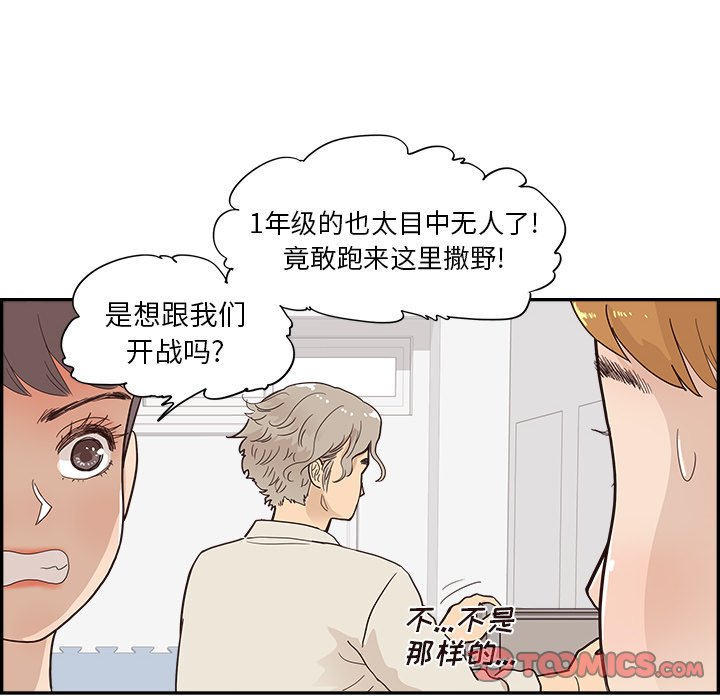 1年级的也太目中无人了!
竟敢跑来这里撒野!
是想跟我们
开战吗?
不...不是
那样的...
TOOMICS.COM